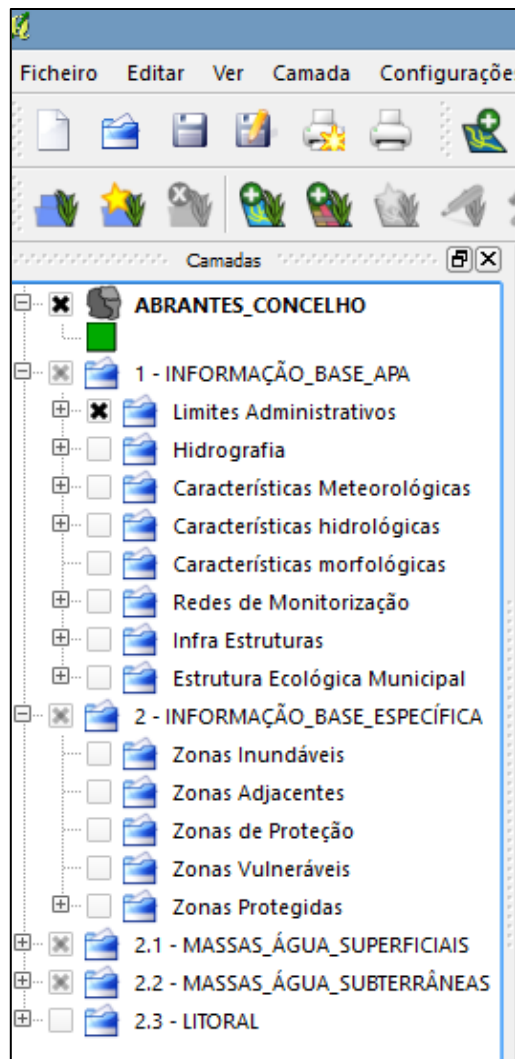 Ficheiro Editar Ver Camada Configuraçõe
Camadas
ABRANTES_CONCELHO
1 - INFORMAÇÃO_BASE_APA
Limites Administrativos
Hidrografia
Características Meteorológicas
Características hidrológicas
Características morfológicas
Redes de Monitorização
Infra Estruturas
Estrutura Ecológica Municipal
2 - INFORMAÇÃO_BASE_ESPECÍFICA
Zonas Inundáveis
Zonas Adjacentes
Zonas de Proteção
Zonas Vulneráveis
Zonas Protegidas
2.1 - MASSAS_ÁGUA_SUPERFICIAIS
2.2 - MASSAS_ÁGUA_SUBTERRÂNEAS
2.3 - LITORAL